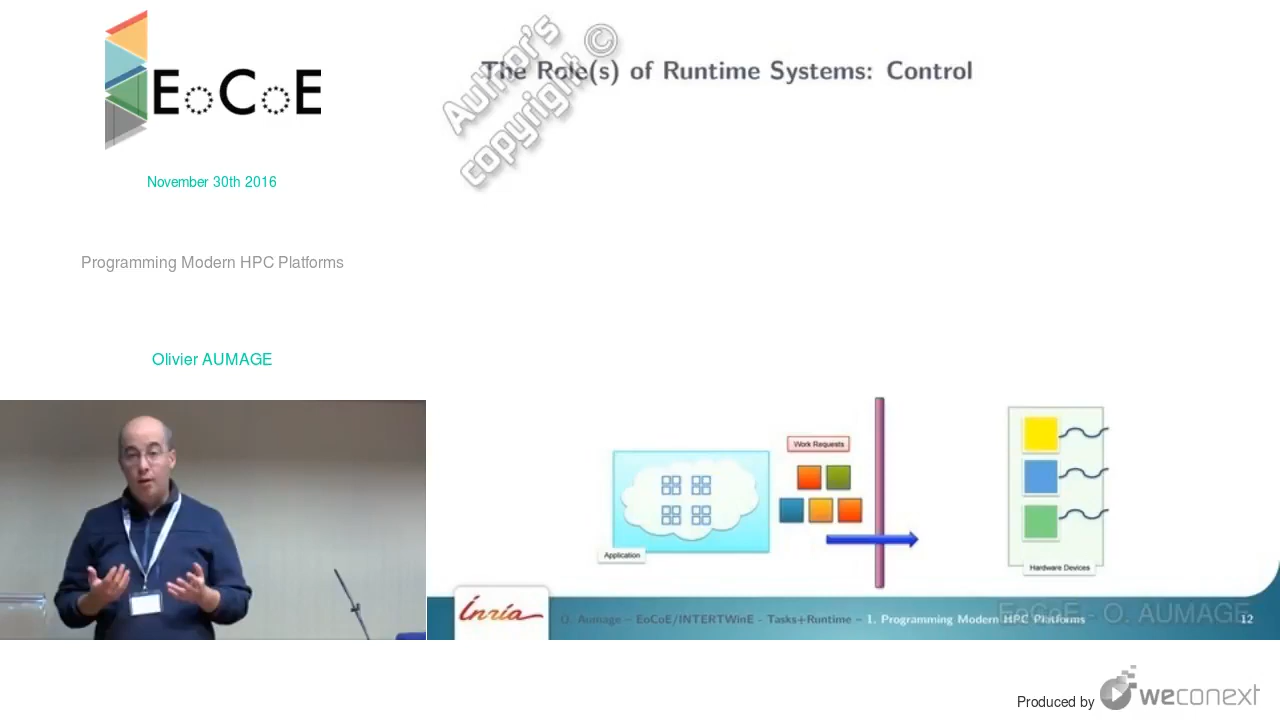 EoCoE
November 30th 2016
Programming Modern HPC Platforms
Olivier AUMAGE
Author's
copyright ©
The Role(s) of Runtime Systems: Control
Work Requests
Application
Hardware Devices
Inria
O. Aumage – EoCoE/INTERTWinE - Tasks+Runtime – 1. Programming Modern HPC Platforms
EoCoE - O. AUMAGE
12
Produced by weconext